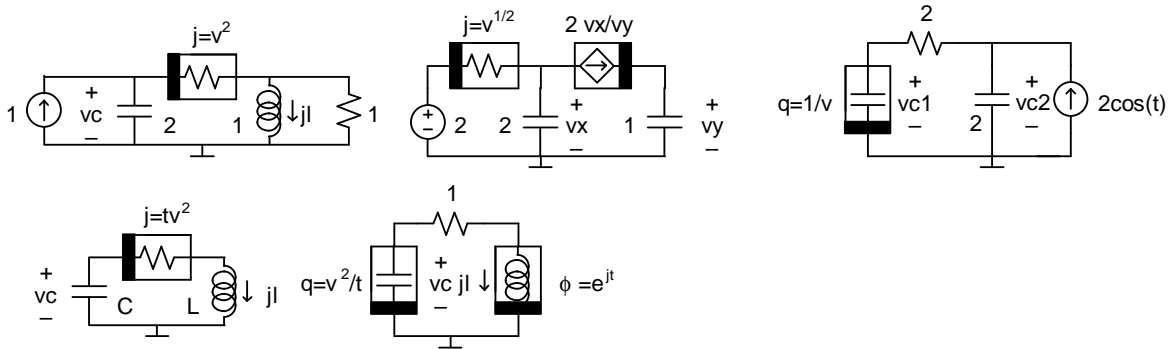 j=v²
1
+
vc
–
2
1
jl
1
j=v^1/2
2 vx/vy
+
–
2
2
+
vx
–
1
+
vy
–
2
q=1/v
+
vc1
–
2
+
vc2
–
2cos(t)
j=tv²
+
vc
–
C
L
jl
1
q=v²/t
+
vc
–
jl
ϕ =e^jt